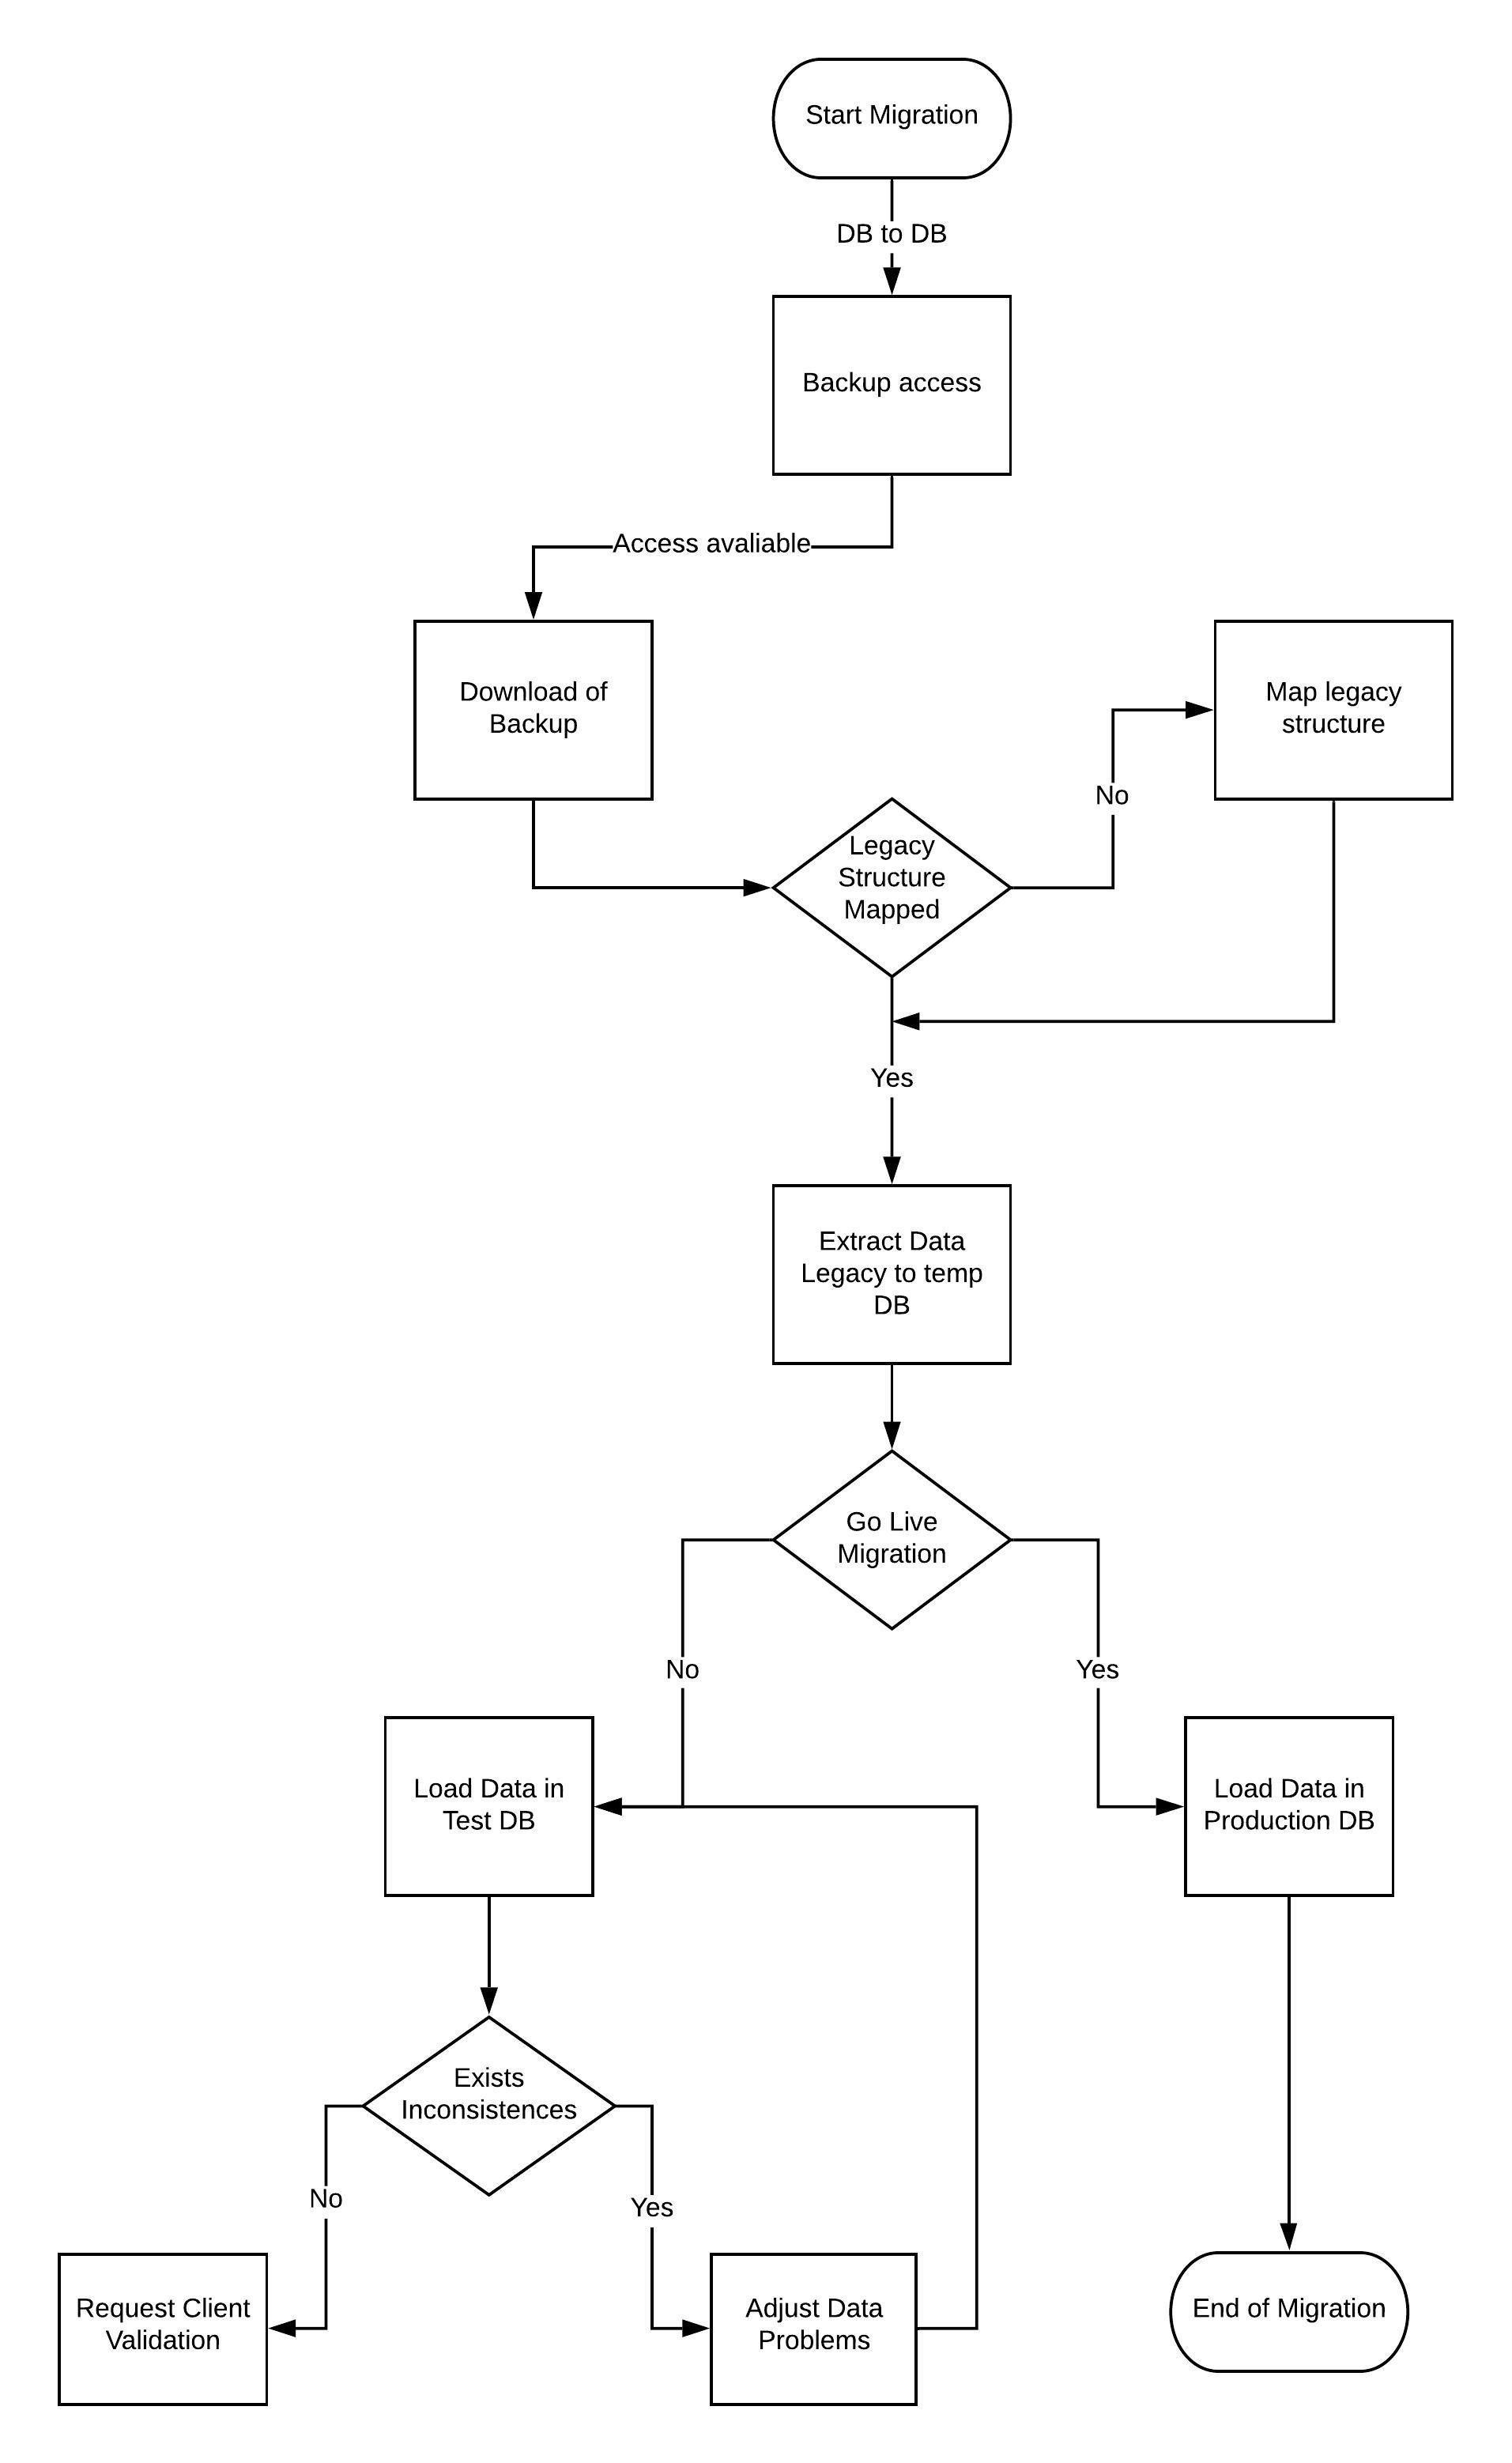 Start Migration
DB to DB
Backup access
Access avaliable
Download of
Backup
Map legacy
structure
No
Legacy
Structure
Mapped
Yes
Extract Data
Legacy to temp
DB
Go Live
Migration
No
Yes
Load Data in
Test DB
Load Data in
Production DB
Exists
Inconsistences
No
Yes
Request Client
Validation
Adjust Data
Problems
End of Migration